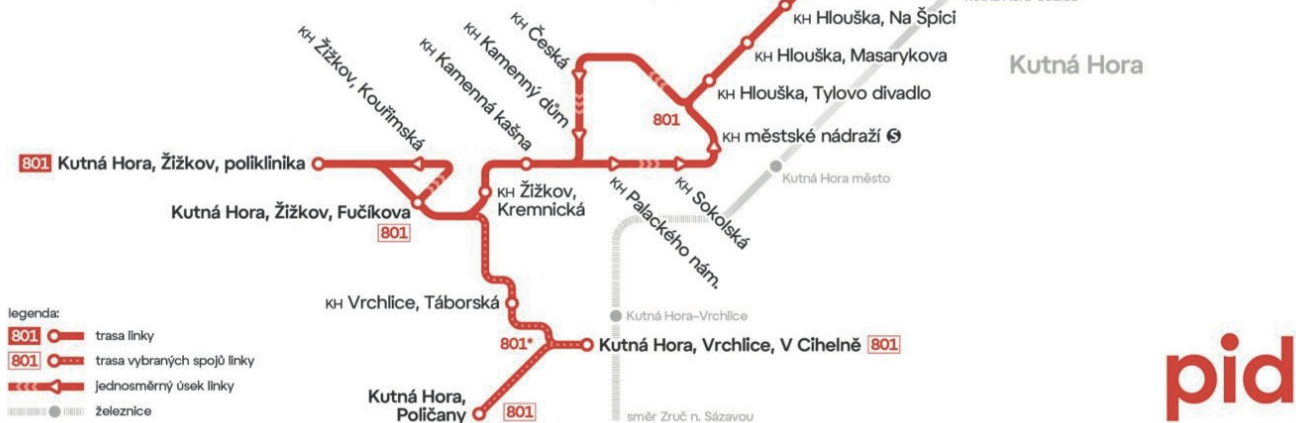 KH Hlouška, Na Špici
KH Hlouška, Masarykova
Kutná Hora
KH Hlouška, Tylovo divadlo
KH Česká
KH Kamenný dům
KH Kamenná kašna
KH Žižkov, Kouřimská
801
KH městské nádraží S
801 Kutná Hora, Žižkov, poliklinika
Kutná Hora město
KH Žižkov,
Kremnická
Kutná Hora, Žižkov, Fučíkova
801
KH Palackého nám.
KH Sokolská
KH Vrchlice, Táborská
Kutná Hora-Vrchlice
801*
Kutná Hora, Vrchlice, V Cihelně 801
Kutná Hora,
Poličany 801
směr Zruč n. Sázavou
legenda:
801 trasa linky
801 trasa vybraných spojů linky
jednosměrný úsek linky
železnice
pid